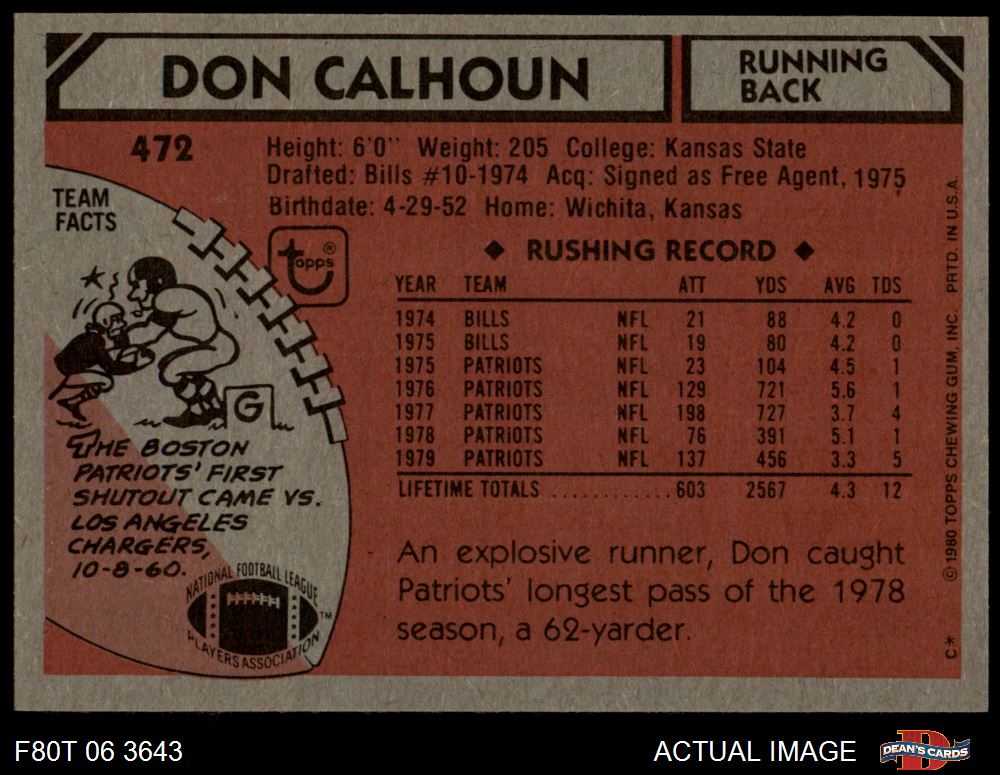 DON CALHOUN
RUNNING
BACK
472
Height: 6'0" Weight: 205 College: Kansas State
Drafted: Bills #10-1974 Acq: Signed as Free Agent, 1975
Birthdate: 4-29-52 Home: Wichita, Kansas
TEAM
FACTS
topps®
G
THE BOSTON
PATRIOTS' FIRST
SHUTOUT CAME VS.
LOS ANGELES
CHARGERS,
10-8-60.
NATIONAL FOOTBALL LEAGUE
PLAYERS ASSOCIATION
TM
◆ RUSHING RECORD ◆
YEAR TEAM ATT YDS AVG TDS
1974 BILLS NFL 21 88 4.2 0
1975 BILLS NFL 19 80 4.2 0
1975 PATRIOTS NFL 23 104 4.5 1
1976 PATRIOTS NFL 129 721 5.6 1
1977 PATRIOTS NFL 198 727 3.7 4
1978 PATRIOTS NFL 76 391 5.1 1
1979 PATRIOTS NFL 137 456 3.3 5
LIFETIME TOTALS ........... 603 2567 4.3 12
An explosive runner, Don caught
Patriots' longest pass of the 1978
season, a 62-yarder.
C* ©1980 TOPPS CHEWING GUM, INC. PRTD. IN U.S.A.
F80T 06 3643
ACTUAL IMAGE
D
DEAN'S CARDS